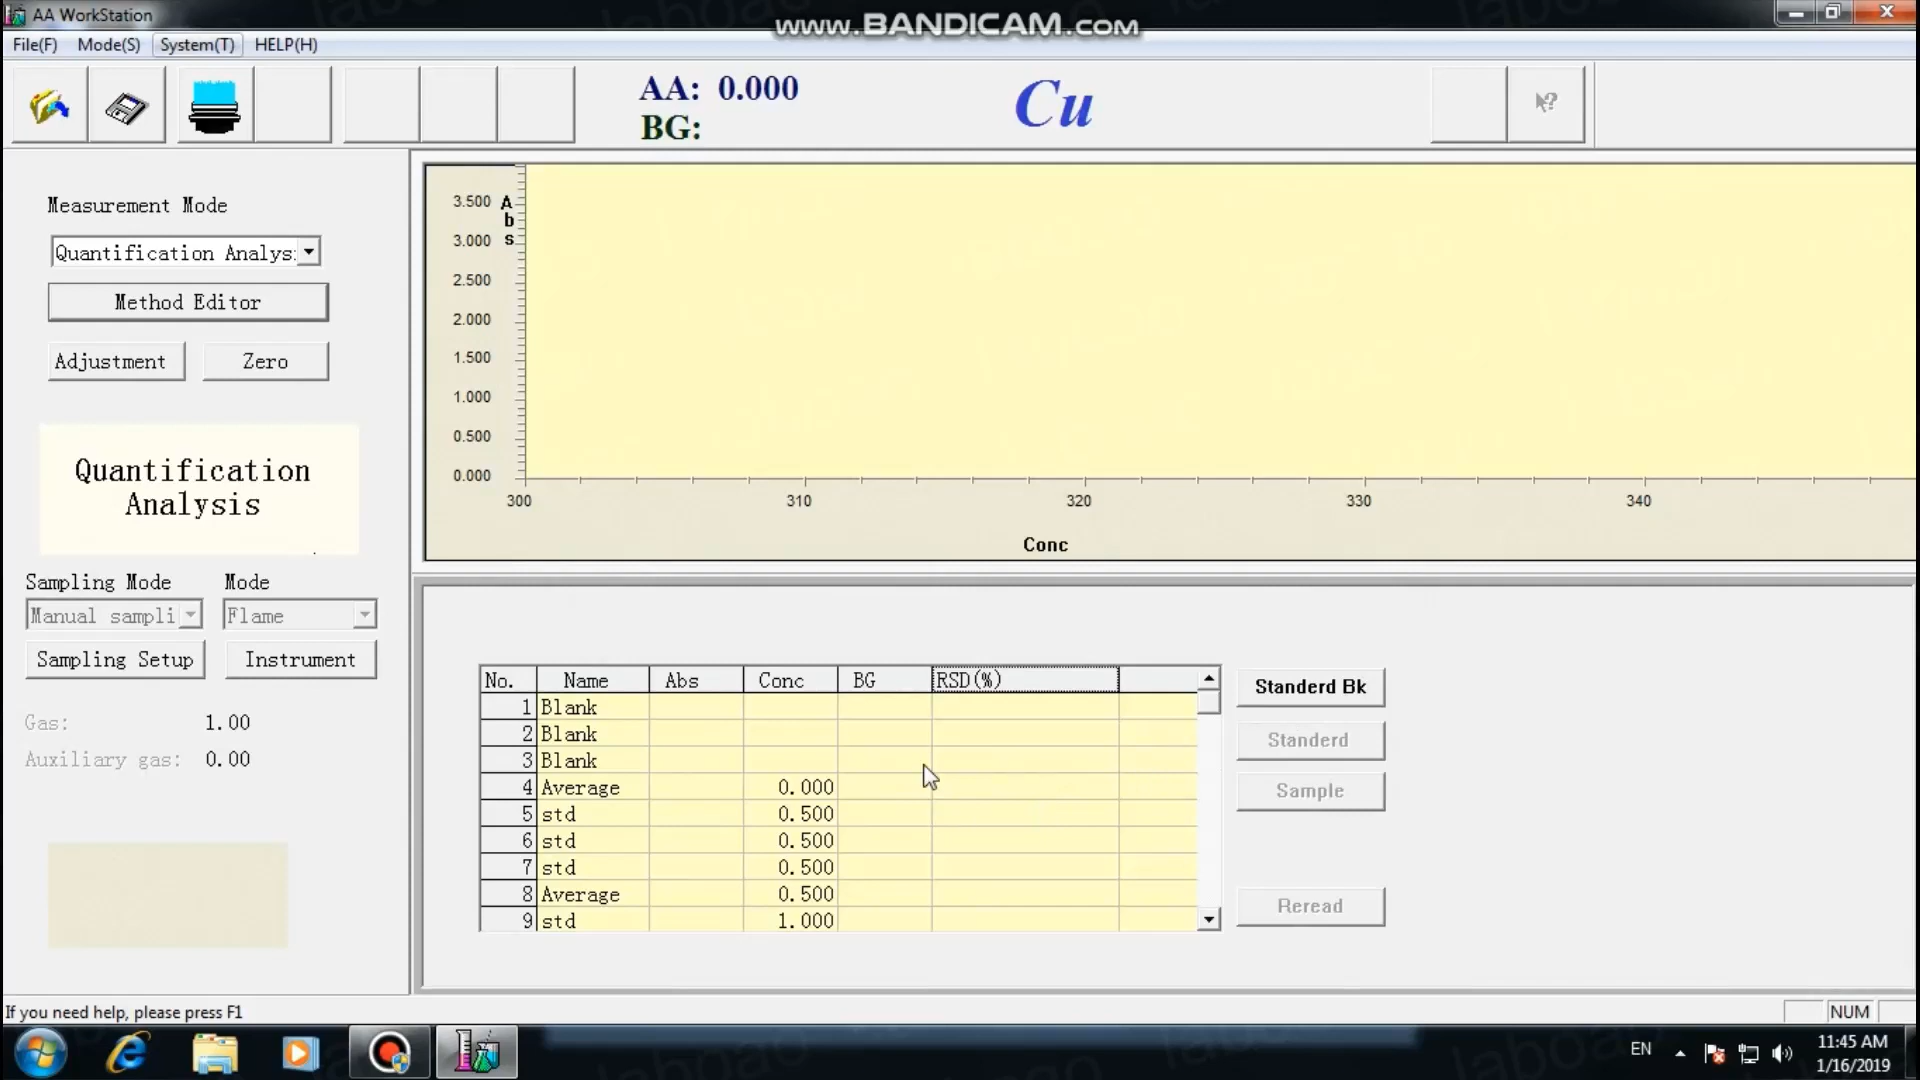 AA WorkStation
www.BANDICAM.com
File(F) Mode(S) System(T) HELP(H)
AA: 0.000
BG:
Cu
Measurement Mode
Quantification Analys
Method Editor
Adjustment Zero
Quantification
Analysis
Sampling Mode Mode
Manual sampli Flame
Sampling Setup Instrument
Gas: 1.00
Auxiliary gas: 0.00
Abs
3.500
3.000
2.500
2.000
1.500
1.000
0.500
0.000
300 310 320 330 340
Conc
No. Name Abs Conc BG RSD(%)
1 Blank
2 Blank
3 Blank
4 Average 0.000
5 std 0.500
6 std 0.500
7 std 0.500
8 Average 0.500
9 std 1.000
Standerd Bk
Standerd
Sample
Reread
If you need help, please press F1
NUM
EN
11:45 AM
1/16/2019